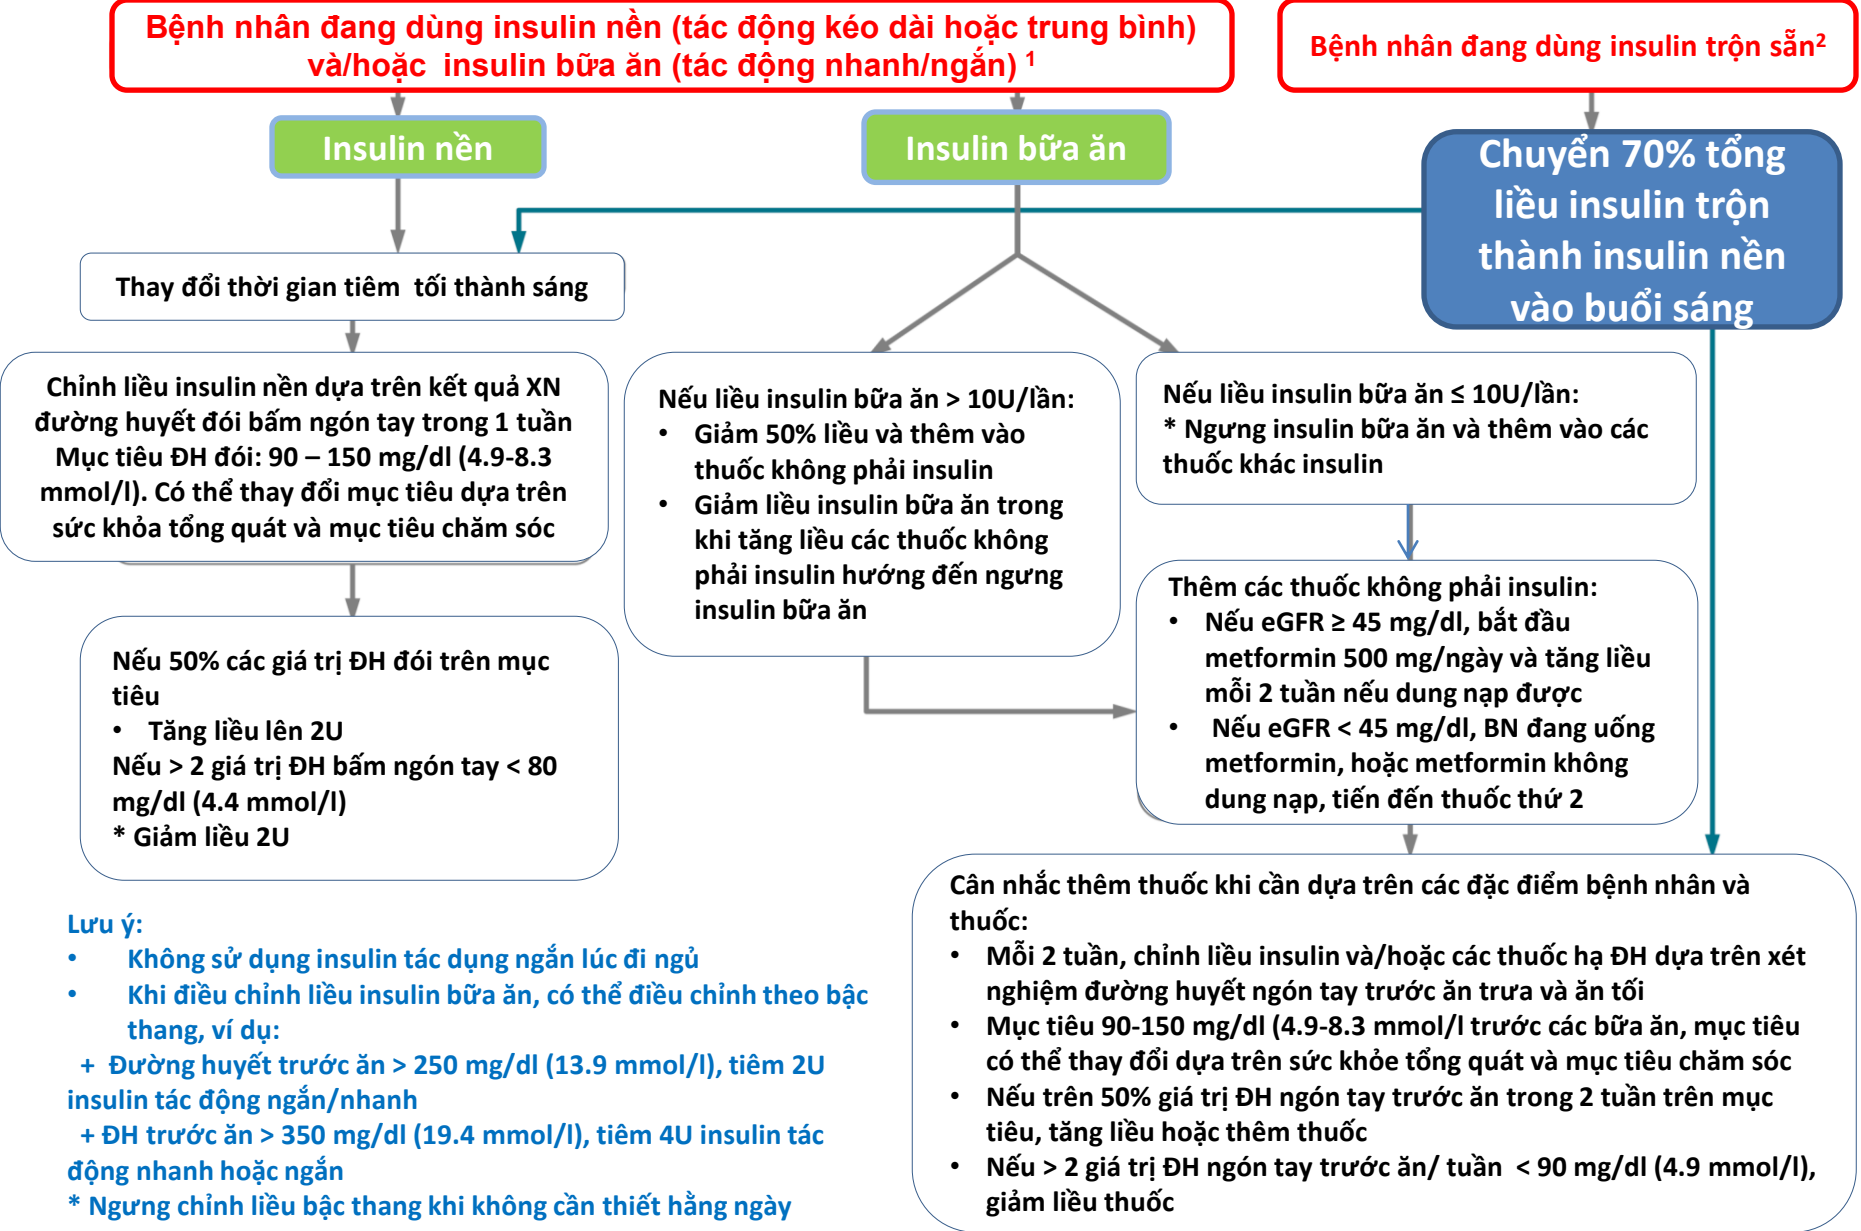 Bệnh nhân đang dùng insulin nền (tác động kéo dài hoặc trung bình)
và/hoặc insulin bữa ăn (tác động nhanh/ngắn) 1
Bệnh nhân đang dùng insulin trộn sẵn2
Insulin nền
Insulin bữa ăn
Chuyển 70% tổng
liều insulin trộn
thành insulin nền
vào buổi sáng
Thay đổi thời gian tiêm tối thành sáng
Chỉnh liều insulin nền dựa trên kết quả XN
đường huyết đói bấm ngón tay trong 1 tuần
Mục tiêu ĐH đói: 90 – 150 mg/dl (4.9-8.3
mmol/l). Có thể thay đổi mục tiêu dựa trên
sức khỏa tổng quát và mục tiêu chăm sóc
Nếu liều insulin bữa ăn > 10U/lần:
• Giảm 50% liều và thêm vào
thuốc không phải insulin
• Giảm liều insulin bữa ăn trong
khi tăng liều các thuốc không
phải insulin hướng đến ngưng
insulin bữa ăn
Nếu liều insulin bữa ăn ≤ 10U/lần:
* Ngưng insulin bữa ăn và thêm vào các
thuốc khác insulin
Thêm các thuốc không phải insulin:
• Nếu eGFR ≥ 45 mg/dl, bắt đầu
metformin 500 mg/ngày và tăng liều
mỗi 2 tuần nếu dung nạp được
• Nếu eGFR < 45 mg/dl, BN đang uống
metformin, hoặc metformin không
dung nạp, tiến đến thuốc thứ 2
Nếu 50% các giá trị ĐH đói trên mục
tiêu
• Tăng liều lên 2U
Nếu > 2 giá trị ĐH bấm ngón tay < 80
mg/dl (4.4 mmol/l)
* Giảm liều 2U
Cân nhắc thêm thuốc khi cần dựa trên các đặc điểm bệnh nhân và
thuốc:
• Mỗi 2 tuần, chỉnh liều insulin và/hoặc các thuốc hạ ĐH dựa trên xét
nghiệm đường huyết ngón tay trước ăn trưa và ăn tối
• Mục tiêu 90-150 mg/dl (4.9-8.3 mmol/l trước các bữa ăn, mục tiêu
có thể thay đổi dựa trên sức khỏe tổng quát và mục tiêu chăm sóc
• Nếu trên 50% giá trị ĐH ngón tay trước ăn trong 2 tuần trên mục
tiêu, tăng liều hoặc thêm thuốc
• Nếu > 2 giá trị ĐH ngón tay trước ăn/ tuần < 90 mg/dl (4.9 mmol/l),
giảm liều thuốc
Lưu ý:
• Không sử dụng insulin tác dụng ngắn lúc đi ngủ
• Khi điều chỉnh liều insulin bữa ăn, có thể điều chỉnh theo bậc
thang, ví dụ:
+ Đường huyết trước ăn > 250 mg/dl (13.9 mmol/l), tiêm 2U
insulin tác động ngắn/nhanh
+ ĐH trước ăn > 350 mg/dl (19.4 mmol/l), tiêm 4U insulin tác
động nhanh hoặc ngắn
* Ngưng chỉnh liều bậc thang khi không cần thiết hằng ngày